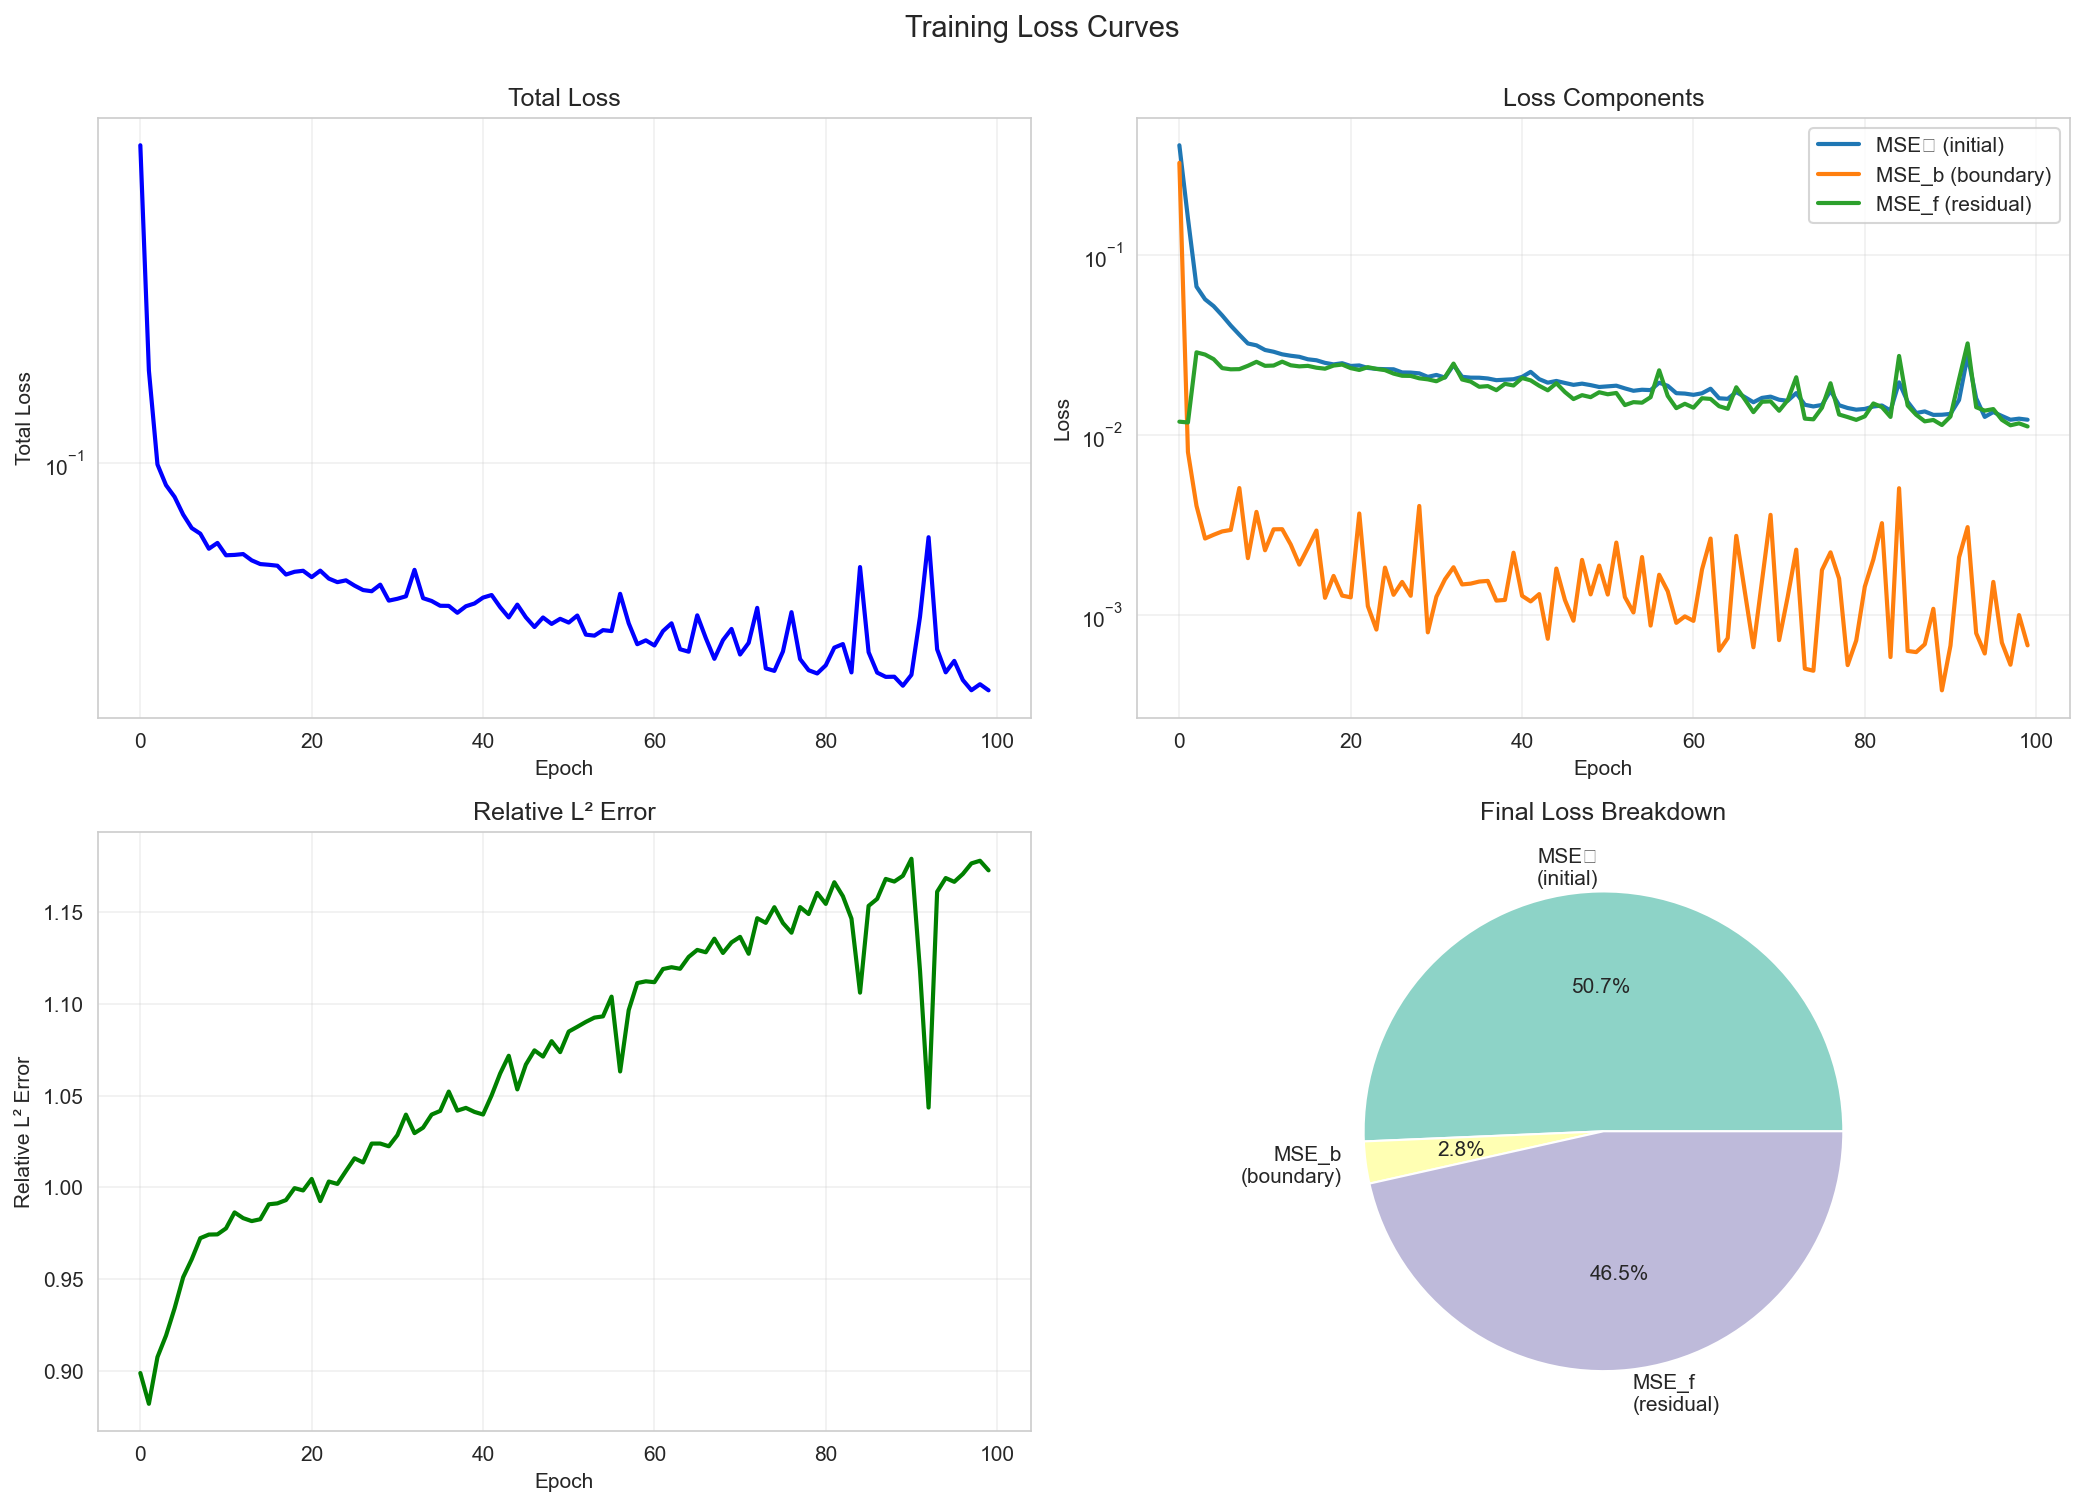 Training Loss Curves
Total Loss
Total Loss
10⁻¹
0 20 40 60 80 100
Epoch
Loss Components
MSE□ (initial)
MSE_b (boundary)
MSE_f (residual)
Loss
10⁻¹
10⁻²
10⁻³
0 20 40 60 80 100
Epoch
Relative L² Error
Relative L² Error
1.15
1.10
1.05
1.00
0.95
0.90
0 20 40 60 80 100
Epoch
Final Loss Breakdown
MSE□
(initial)
50.7%
MSE_b
(boundary)
2.8%
46.5%
MSE_f
(residual)